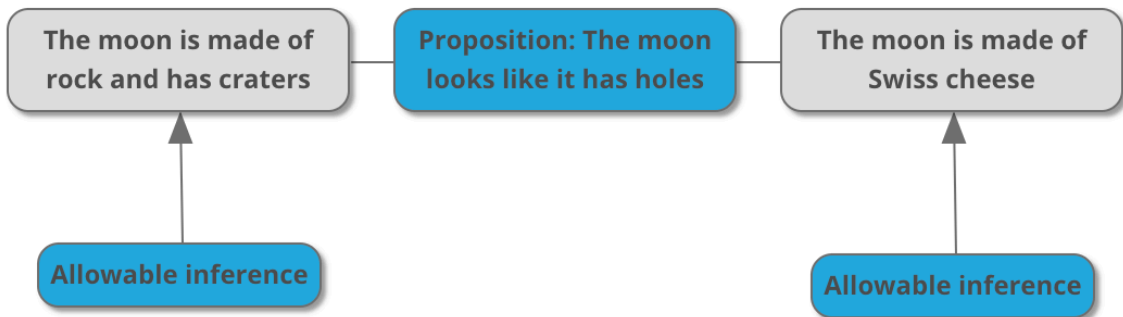 The moon is made of
rock and has craters
Proposition: The moon
looks like it has holes
The moon is made of
Swiss cheese
Allowable inference
Allowable inference